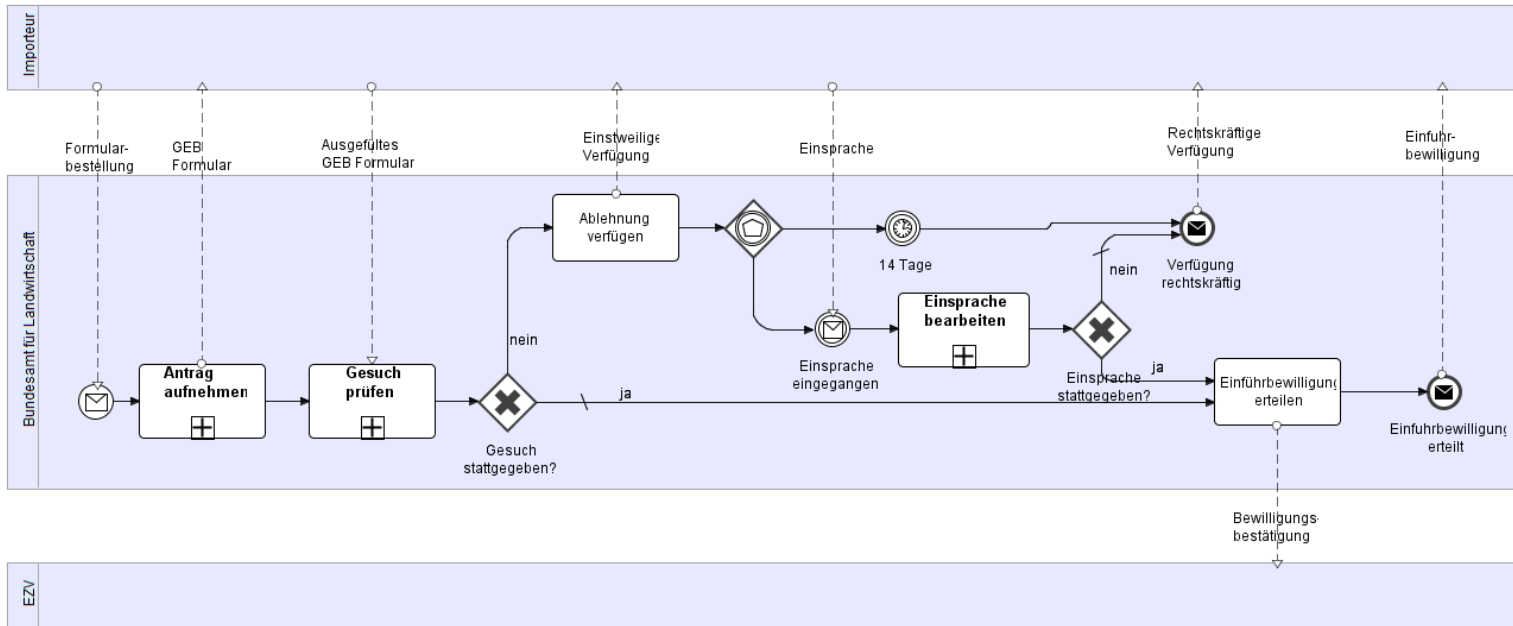 Importeur
Formular-
bestellung
GEB
Formular
Ausgefültes
GEB Formular
Einstweilige
Verfügung
Einsprache
Rechtskräftige
Verfügung
Einfuhr-
bewilligung
Bundesamt für Landwirtschaft
Ablehnung
verfügen
14 Tage
nein
Verfügung
rechtskräftig
Einsprache
bearbeiten
nein
Einsprache
eingegangen
Antrag
aufnehmen
Gesuch
prüfen
ja
Einsprache
stattgegeben?
ja
Einführbewilligung
erteilen
Gesuch
stattgegeben?
Einfuhrbewilligung
erteilt
Bewilligungs-
bestätigung
EZV